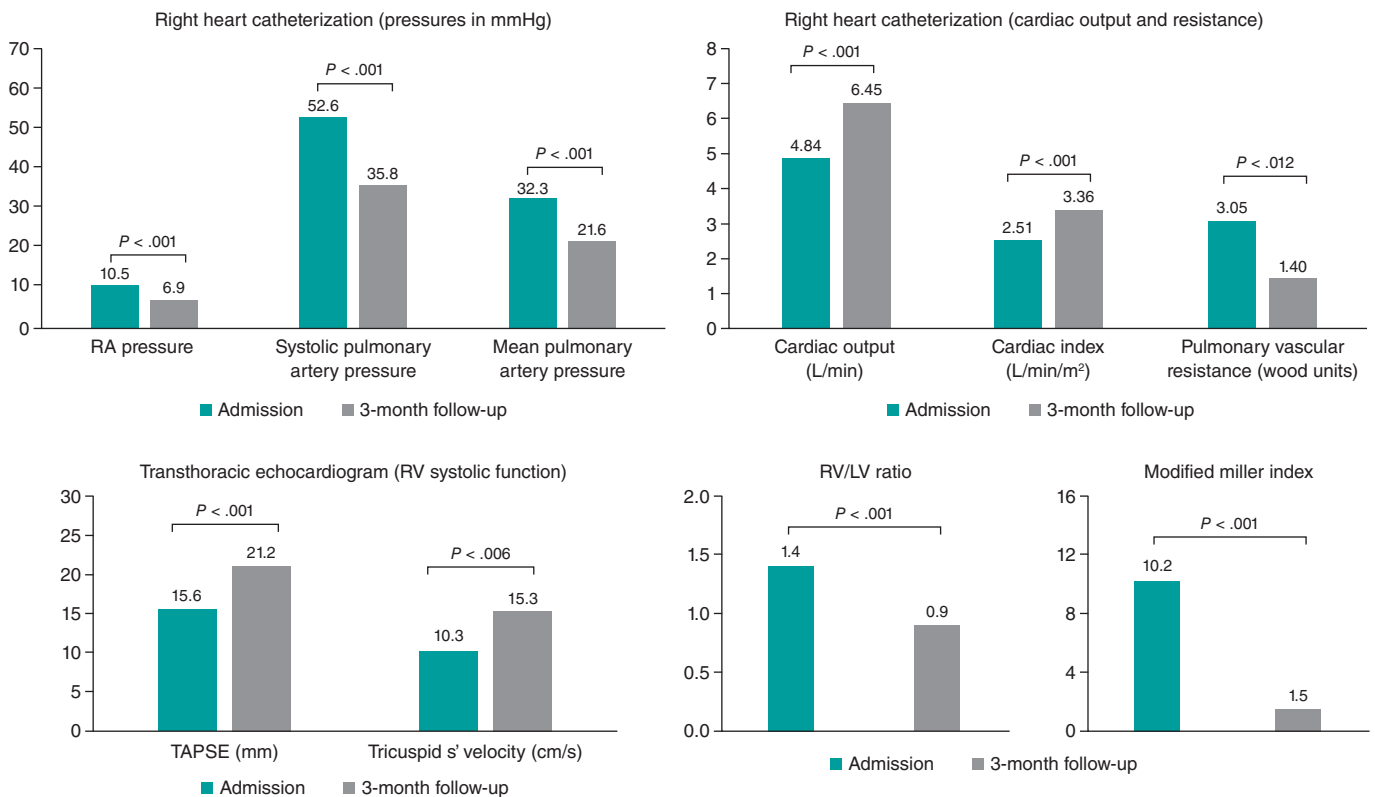 Right heart catheterization (pressures in mmHg)
70
60
50
40
30
20
10
0
P < .001
10.5
6.9
P < .001
52.6
35.8
P < .001
32.3
21.6
RA pressure
Systolic pulmonary
artery pressure
Mean pulmonary
artery pressure
Admission
3-month follow-up
Right heart catheterization (cardiac output and resistance)
8
7
6
5
4
3
2
1
0
P < .001
4.84
6.45
P < .001
2.51
3.36
P < .012
3.05
1.40
Cardiac output
(L/min)
Cardiac index
(L/min/m²)
Pulmonary vascular
resistance (wood units)
Admission
3-month follow-up
Transthoracic echocardiogram (RV systolic function)
30
25
20
15
10
5
0
P < .001
15.6
21.2
P < .006
10.3
15.3
TAPSE (mm)
Tricuspid s’ velocity (cm/s)
Admission
3-month follow-up
RV/LV ratio
2.0
1.5
1.0
0.5
0.0
P < .001
1.4
0.9
Modified miller index
16
12
8
4
0
P < .001
10.2
1.5
Admission
3-month follow-up